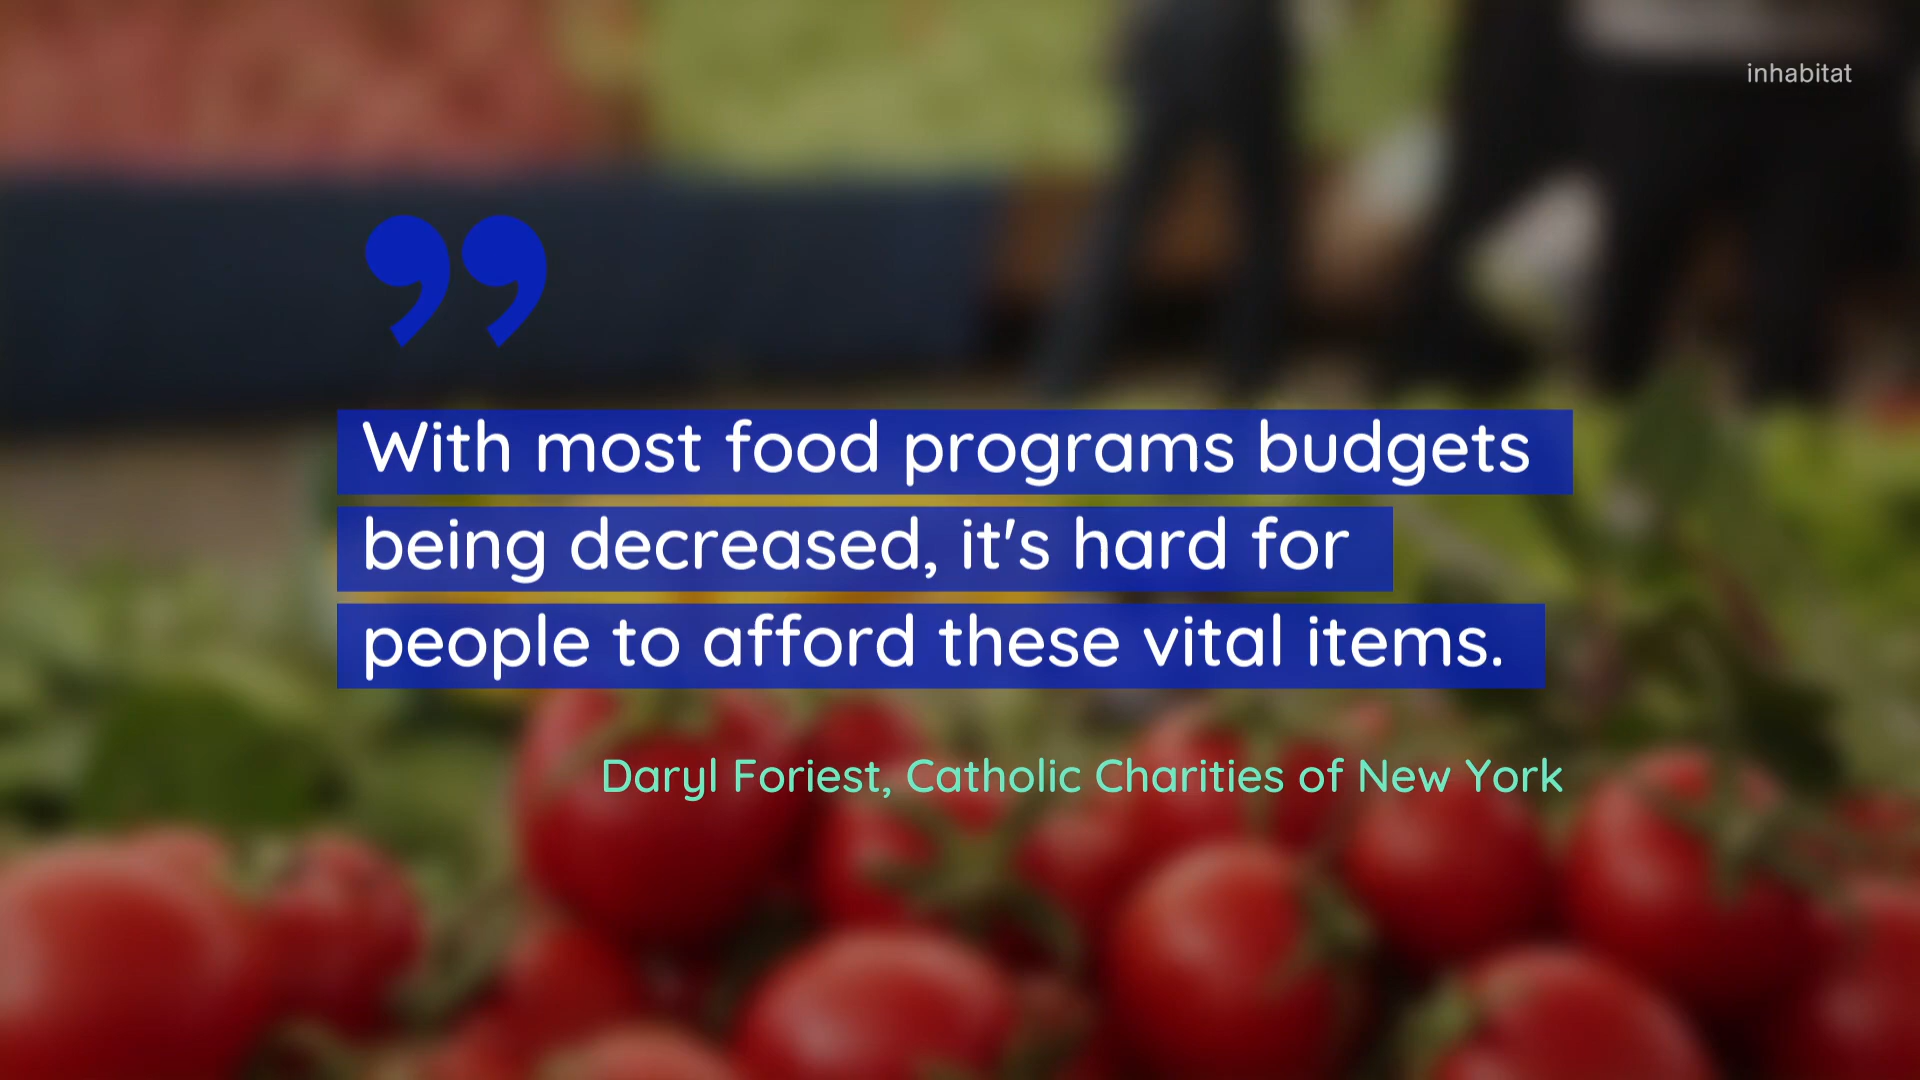 inhabitat
”
With most food programs budgets
being decreased, it's hard for
people to afford these vital items.
Daryl Foriest, Catholic Charities of New York